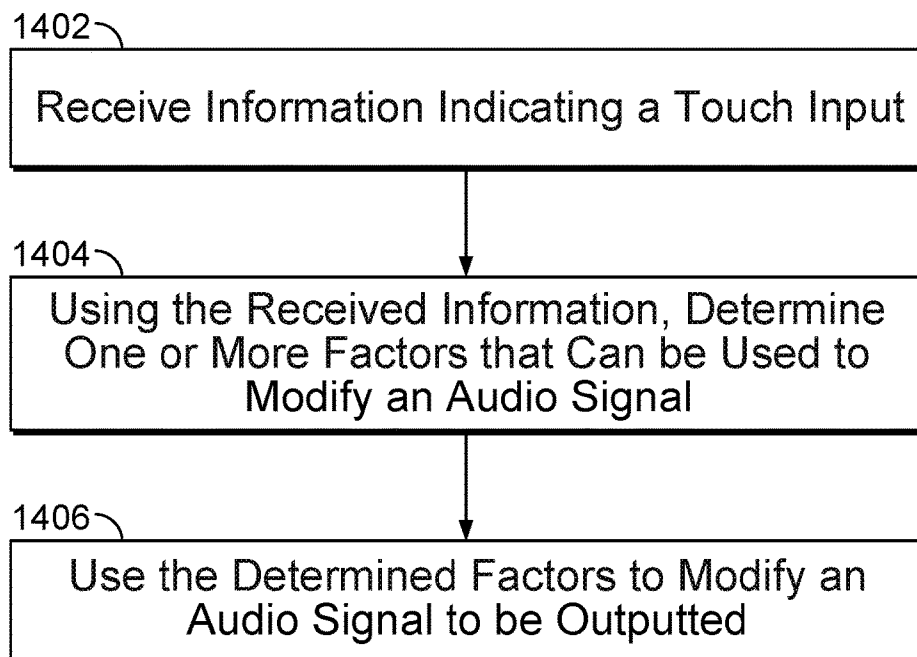 1402
Receive Information Indicating a Touch Input
1404
Using the Received Information, Determine
One or More Factors that Can be Used to
Modify an Audio Signal
1406
Use the Determined Factors to Modify an
Audio Signal to be Outputted